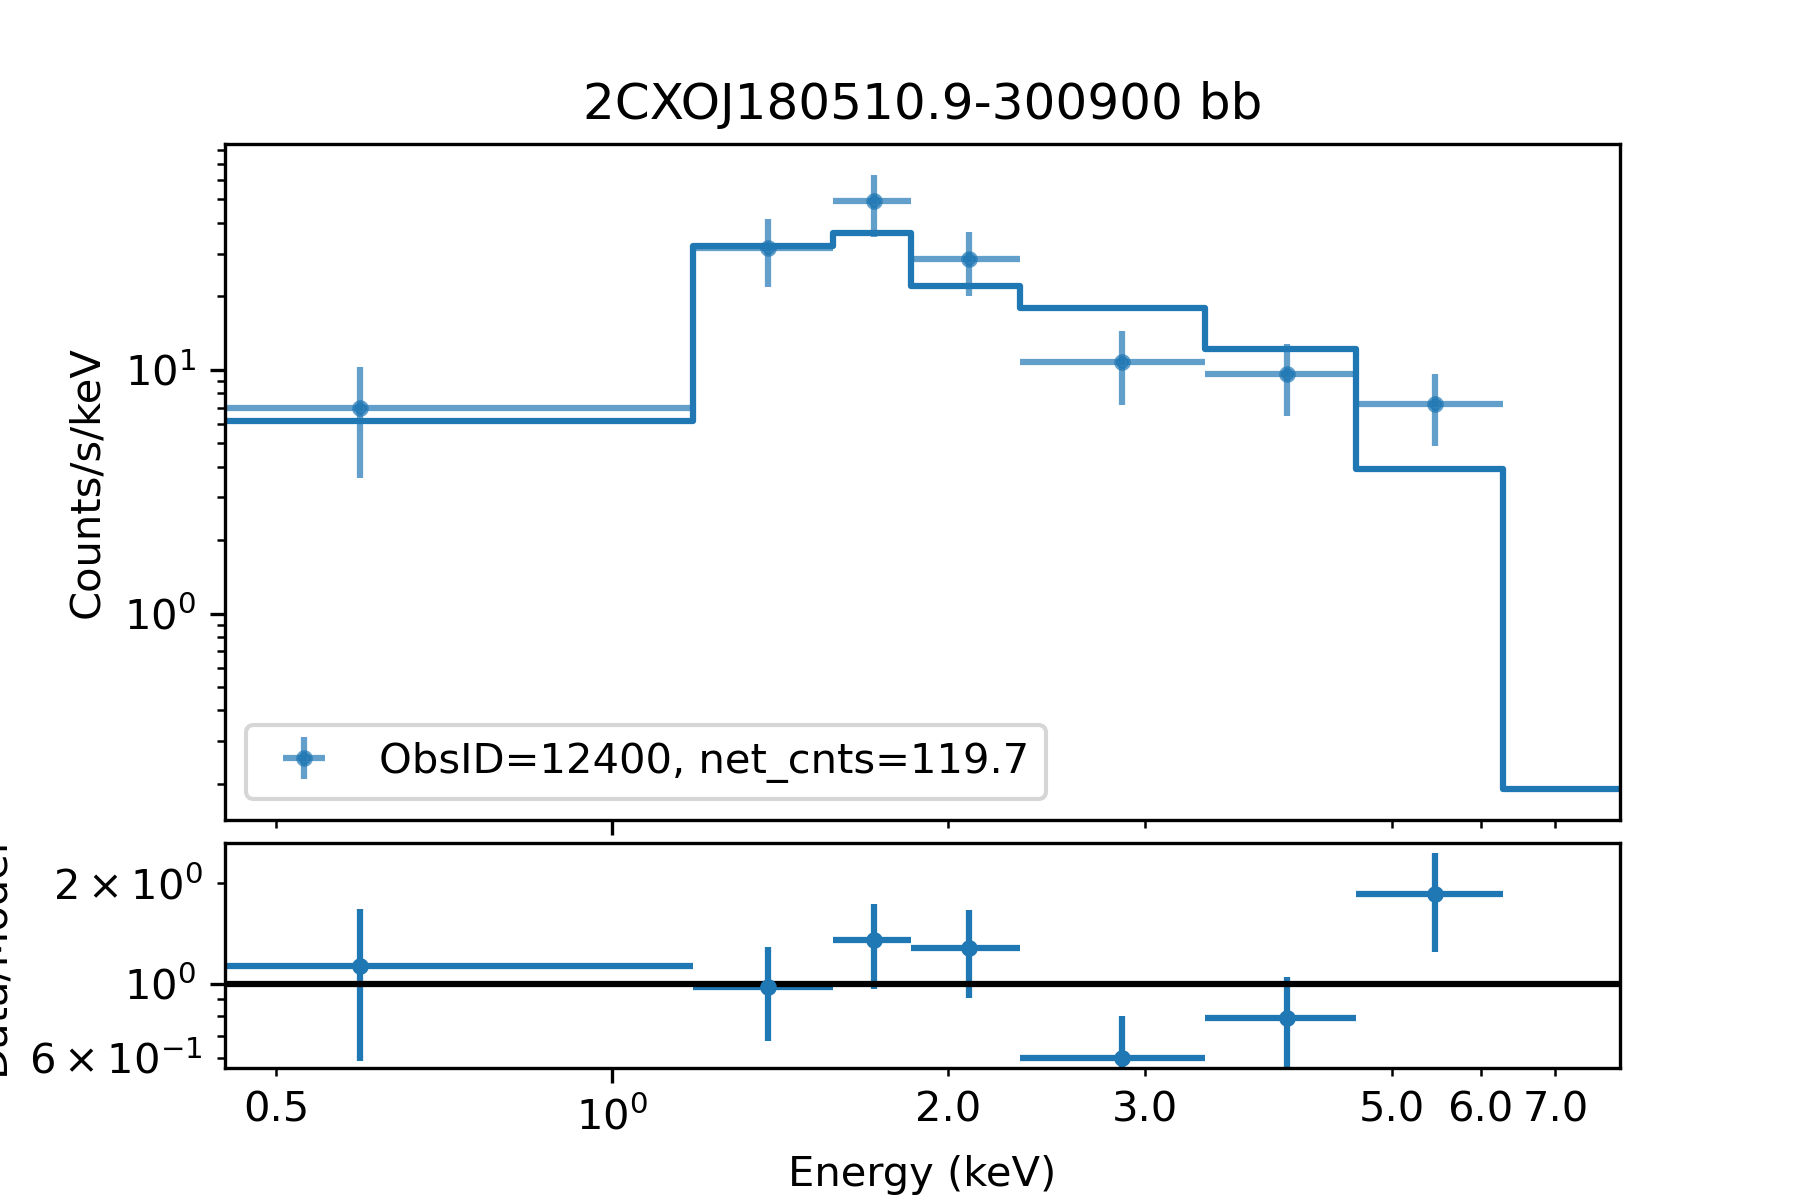 2CXOJ180510.9-300900 bb
Counts/s/keV
10¹
10⁰
ObsID=12400, net_cnts=119.7
2 × 10⁰
10⁰
6 × 10⁻¹
0.5 10⁰ 2.0 3.0 5.0 6.0 7.0
Energy (keV)